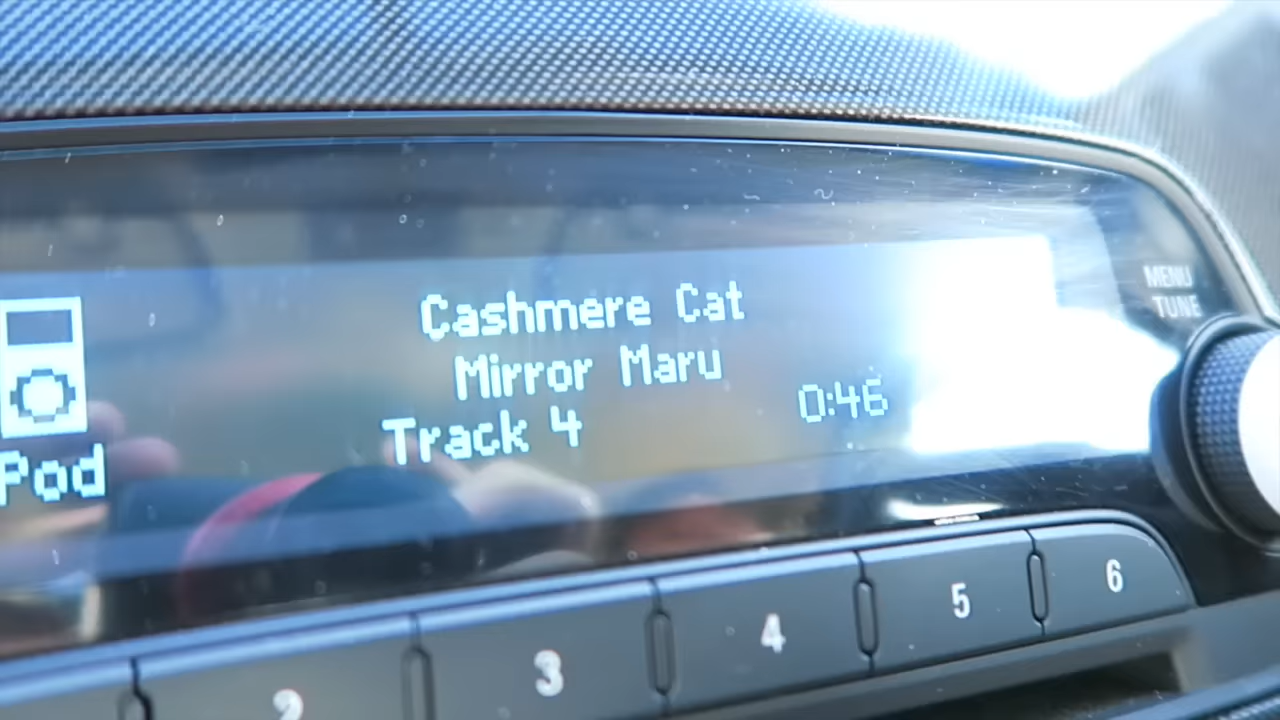 Cashmere Cat
Mirror Maru
Track 4 0:46
Pod
MENU
TUNE
2 3 4 5 6